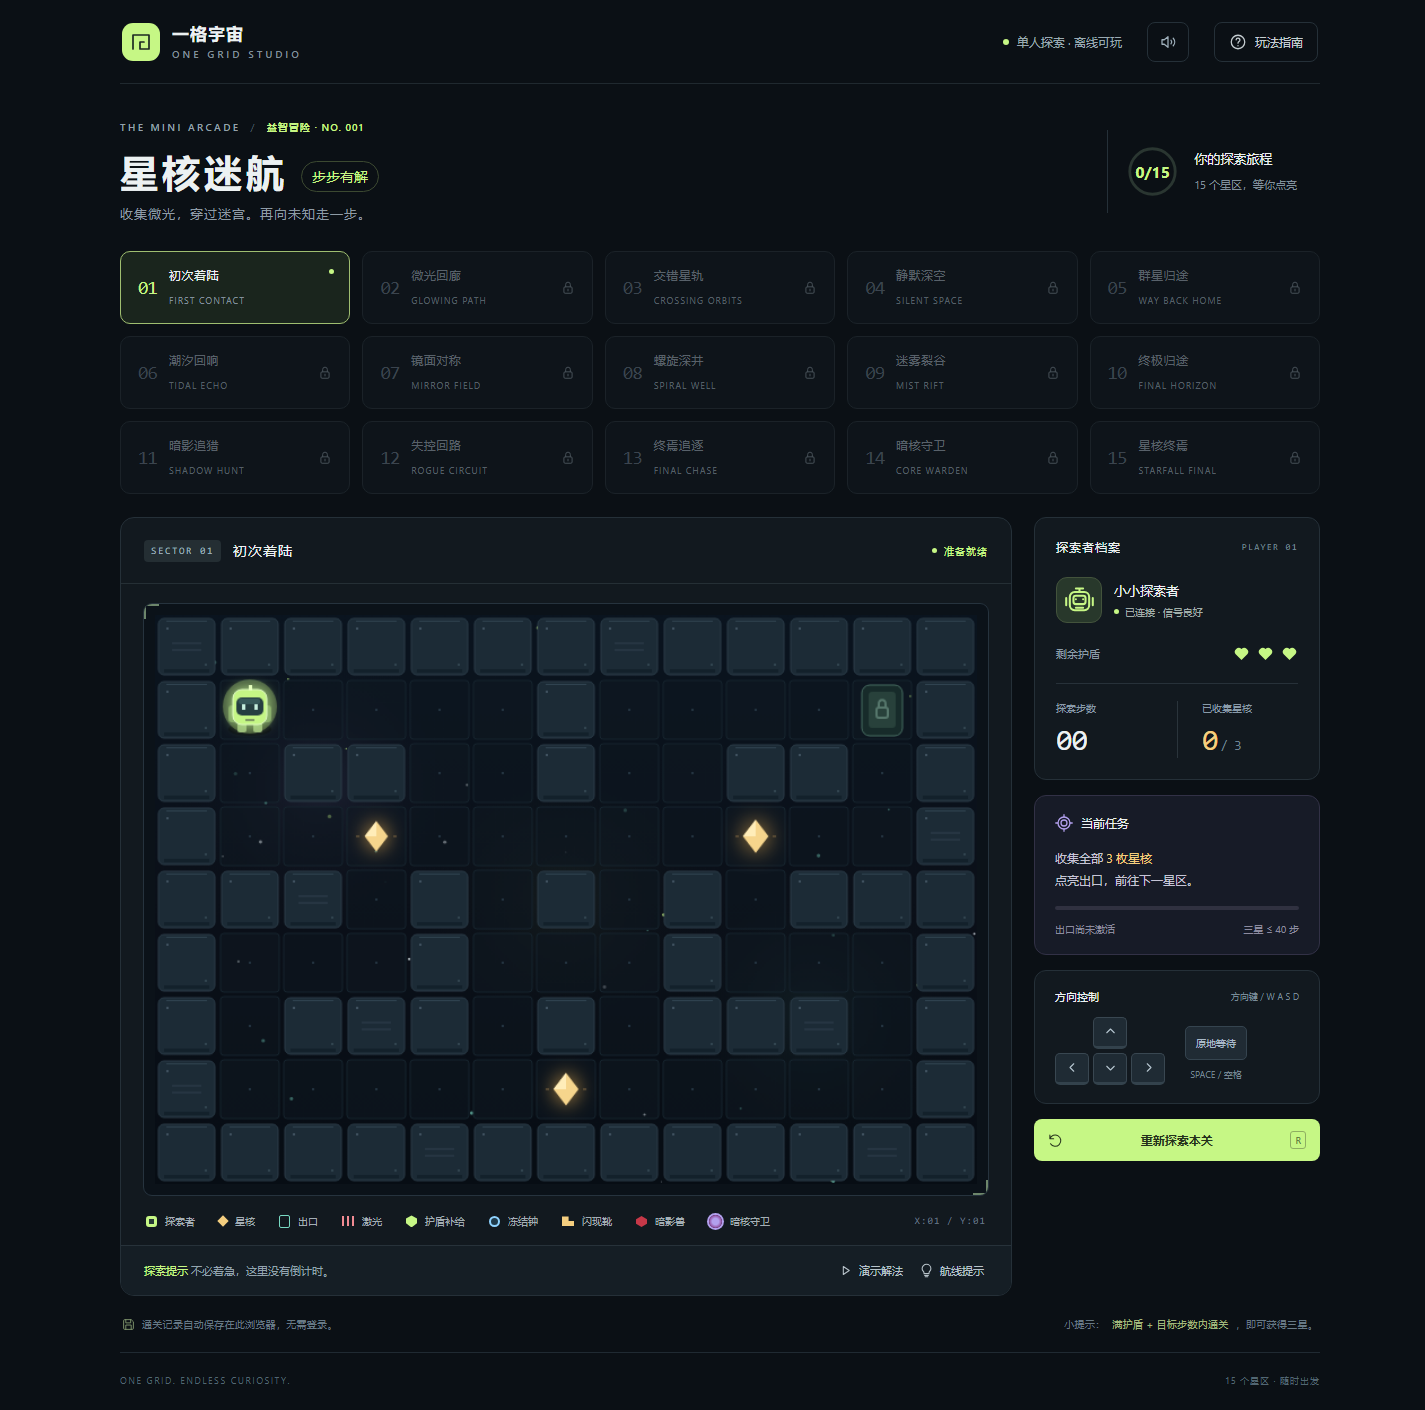 一格宇宙
ONE GRID STUDIO
单人探索 · 离线可玩
玩法指南
THE MINI ARCADE / 益智冒险 · NO. 001
星核迷航
步步有解
收集微光，穿过迷宫。再向未知走一步。
0/15
你的探索旅程
15 个星区，等你点亮
01
初次着陆
FIRST CONTACT
02
微光回廊
GLOWING PATH
03
交错星轨
CROSSING ORBITS
04
静默深空
SILENT SPACE
05
群星归途
WAY BACK HOME
06
潮汐回响
TIDAL ECHO
07
镜面对称
MIRROR FIELD
08
螺旋深井
SPIRAL WELL
09
迷雾裂谷
MIST RIFT
10
终极归途
FINAL HORIZON
11
暗影追猎
SHADOW HUNT
12
失控回路
ROGUE CIRCUIT
13
终焉追逐
FINAL CHASE
14
暗核守卫
CORE WARDEN
15
星核终焉
STARFALL FINAL
SECTOR 01 初次着陆
准备就绪
探索者 星核 出口 激光 护盾补给 冻结钟 闪现靴 暗影兽 暗核守卫
X:01 / Y:01
探索提示 不必着急，这里没有倒计时。
演示解法 航线提示
探索者档案
PLAYER 01
小小探索者
已连接 · 信号良好
剩余护盾
探索步数
00
已收集星核
0 / 3
当前任务
收集全部 3 枚星核
点亮出口，前往下一星区。
出口尚未激活
三星 ≤ 40 步
方向控制
方向键 / W A S D
原地等待
SPACE / 空格
重新探索本关
R
通关记录自动保存在此浏览器，无需登录。
小提示： 满护盾 + 目标步数内通关 ，即可获得三星。
ONE GRID. ENDLESS CURIOSITY.
15 个星区 · 随时出发